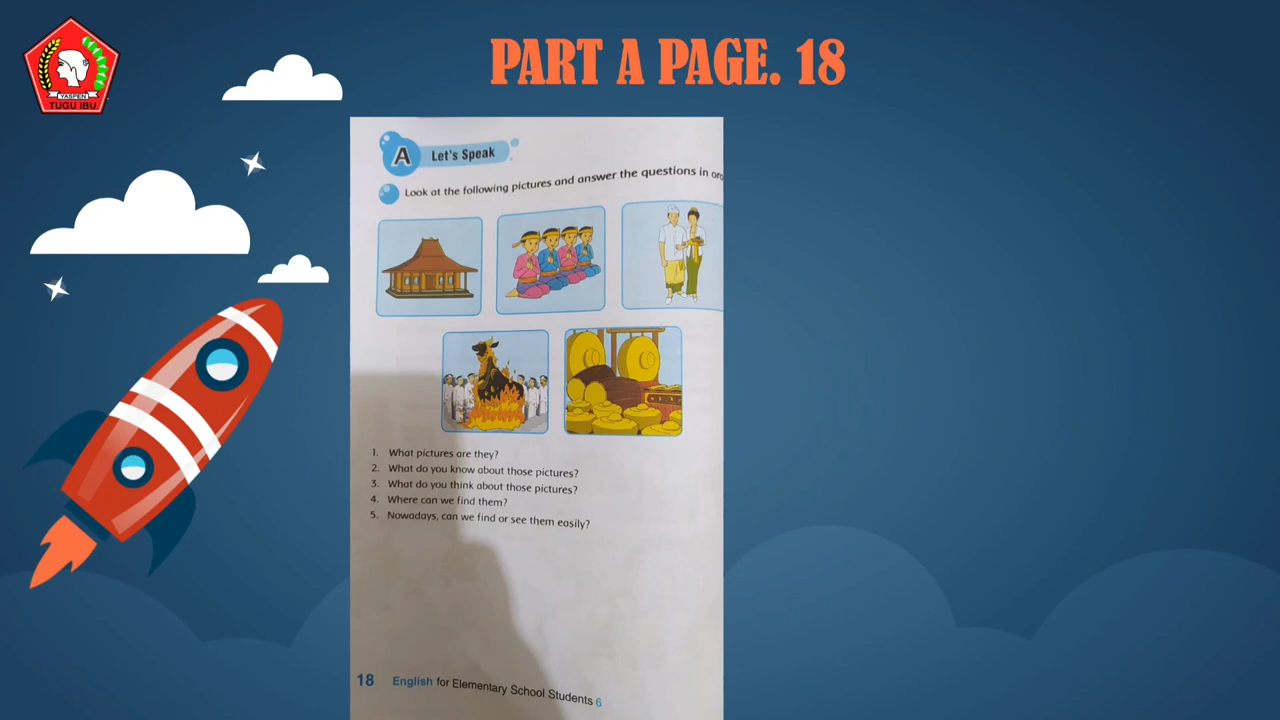 PART A PAGE. 18
YASPEN
TUGU IBU
A Let's Speak
Look at the following pictures and answer the questions in
1. What pictures are they?
2. What do you know about those pictures?
3. What do you think about those pictures?
4. Where can we find them?
5. Nowadays, can we find or see them easily?
18 English for Elementary School Students 6